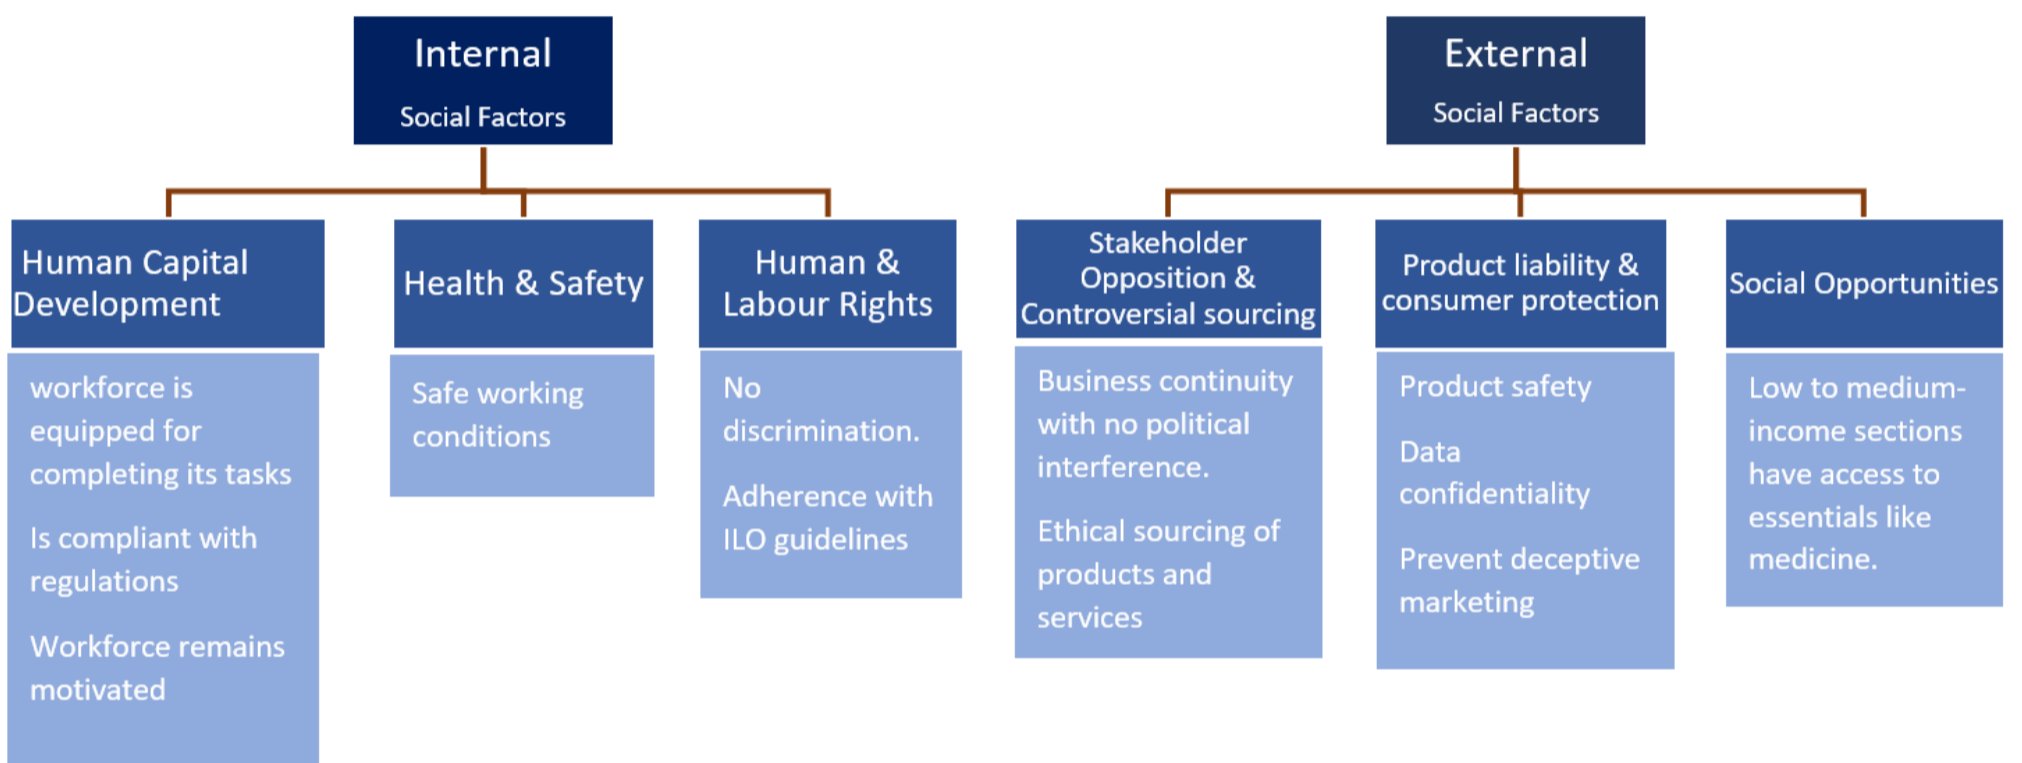 Internal
Social Factors
Human Capital
Development
workforce is
equipped for
completing its tasks
Is compliant with
regulations
Workforce remains
motivated
Health & Safety
Safe working
conditions
Human &
Labour Rights
No
discrimination.
Adherence with
ILO guidelines
External
Social Factors
Stakeholder
Opposition &
Controversial sourcing
Business continuity
with no political
interference.
Ethical sourcing of
products and
services
Product liability &
consumer protection
Product safety
Data
confidentiality
Prevent deceptive
marketing
Social Opportunities
Low to medium-
income sections
have access to
essentials like
medicine.